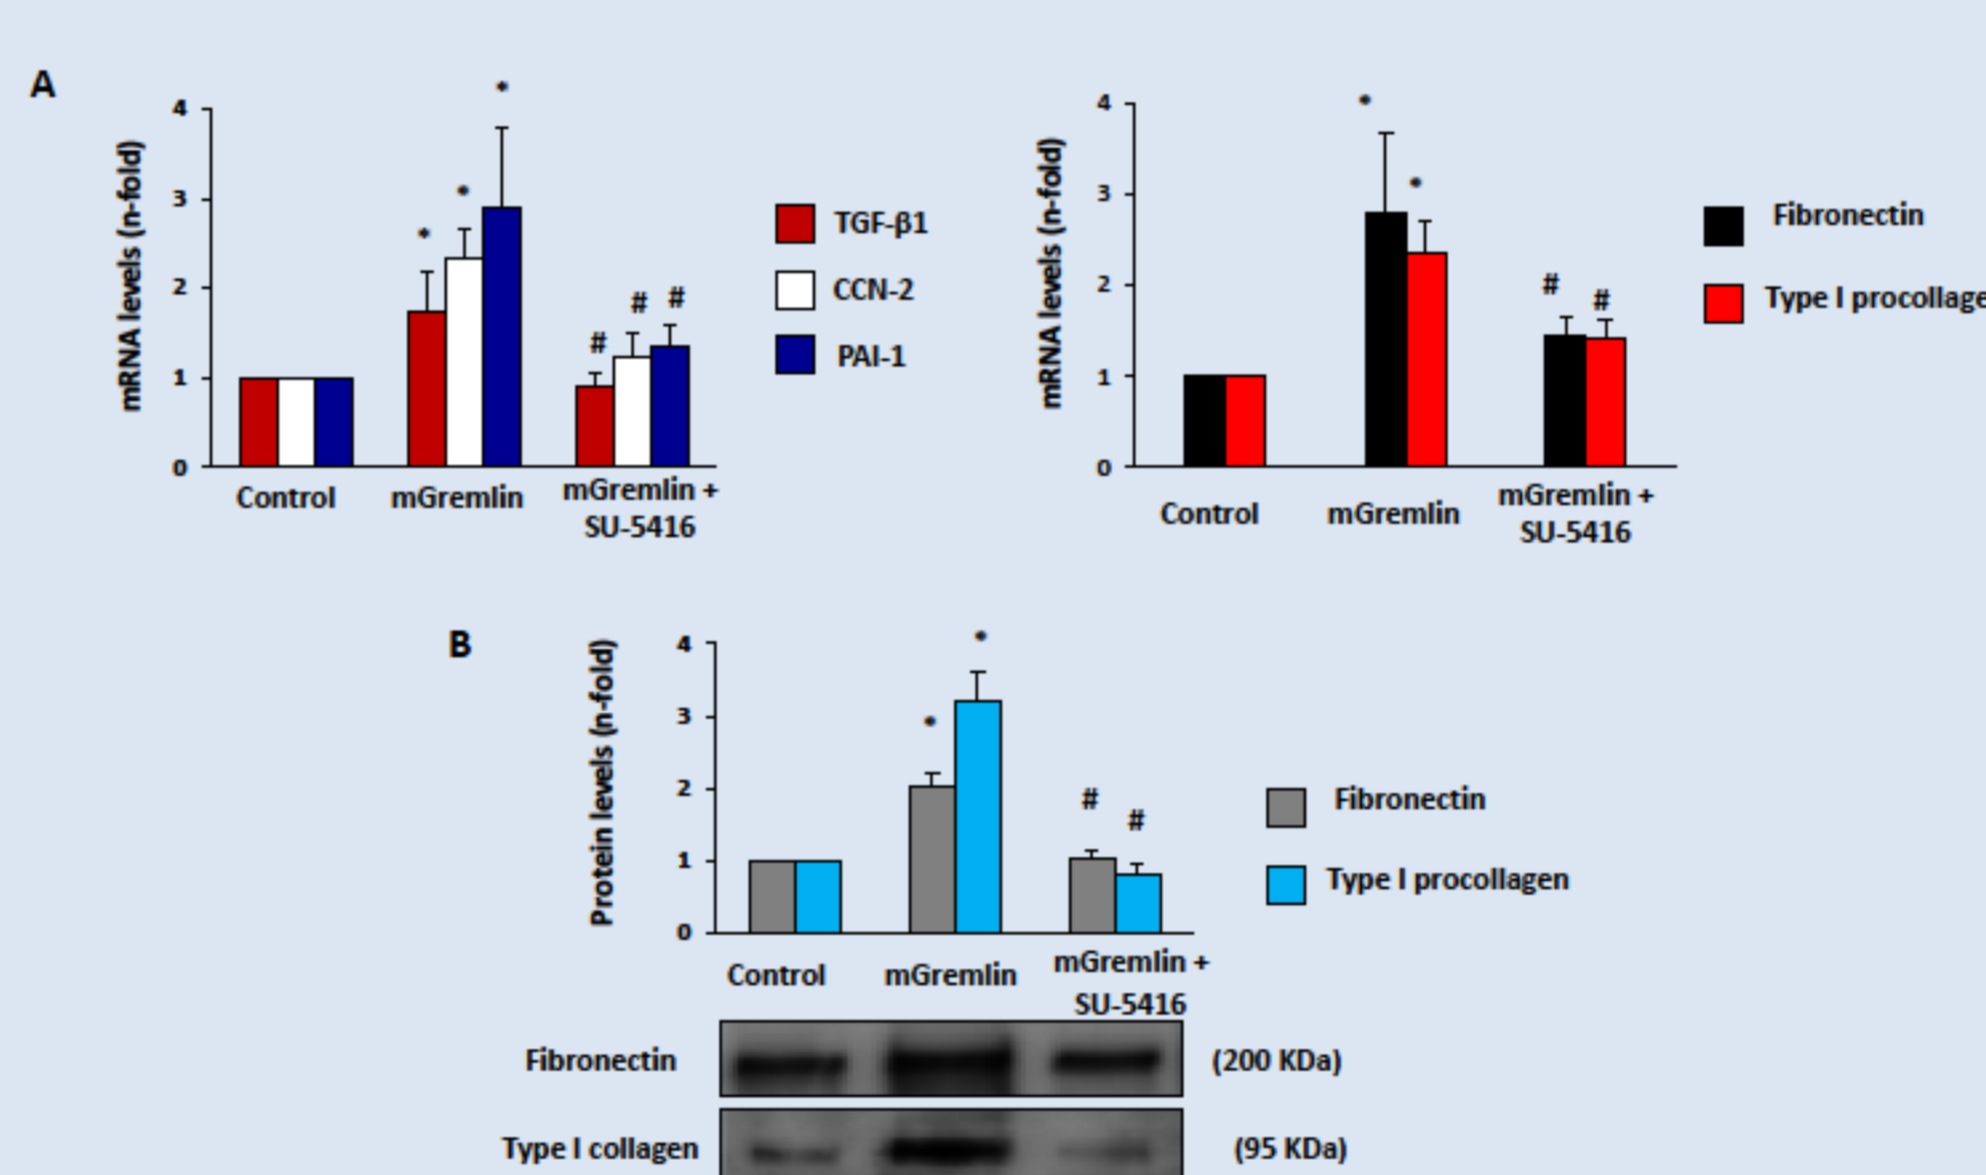 A
mRNA levels (n-fold)
4
3
2
1
0
*
*
*
#
#
#
Control
mGremlin
mGremlin +
SU-5416
TGF-β1
CCN-2
PAI-1
mRNA levels (n-fold)
4
3
2
1
0
*
*
#
#
Control
mGremlin
mGremlin +
SU-5416
Fibronectin
Type I procollage
B
Protein levels (n-fold)
4
3
2
1
0
*
*
#
#
Control
mGremlin
mGremlin +
SU-5416
Fibronectin
Type I procollagen
Fibronectin
(200 KDa)
Type I collagen
(95 KDa)